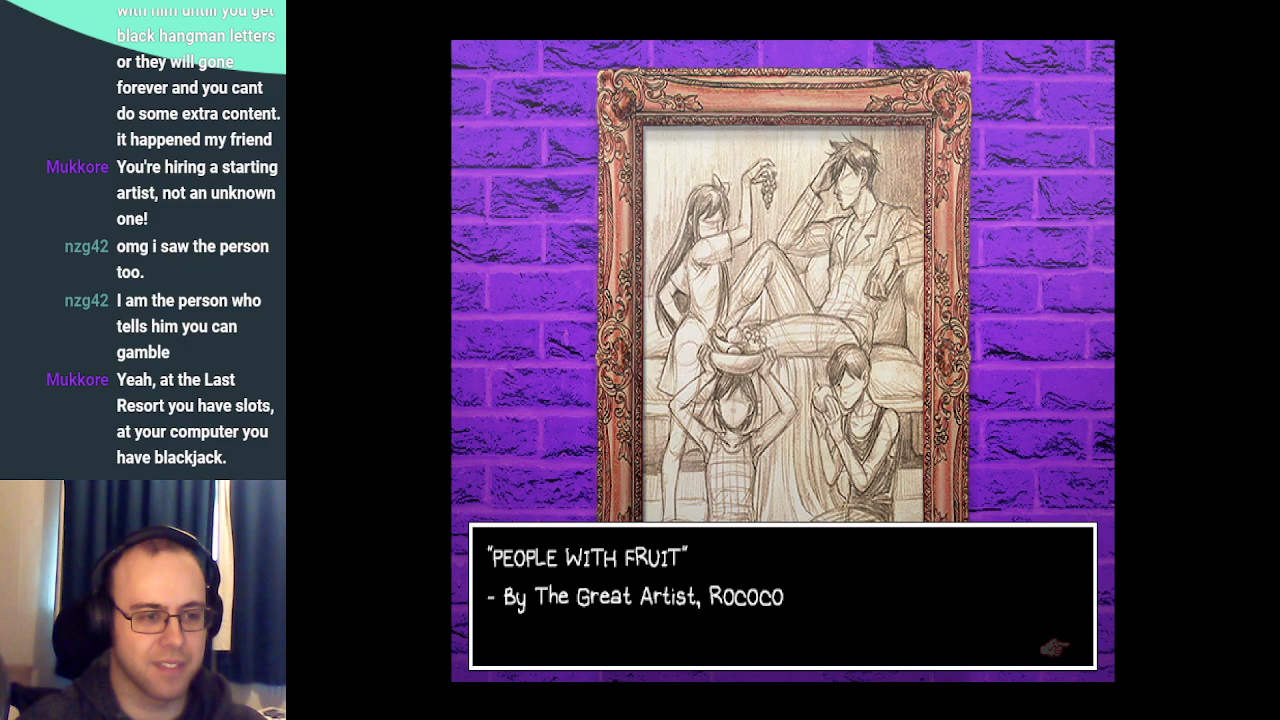 with him untill you get
black hangman letters
or they will gone
forever and you cant
do some extra content.
it happened my friend
Mukkore You're hiring a starting
artist, not an unknown
one!
nzg42 omg i saw the person
too.
nzg42 I am the person who
tells him you can
gamble
Mukkore Yeah, at the Last
Resort you have slots,
at your computer you
have blackjack.
"PEOPLE WITH FRUIT"
- By The Great Artist, ROCOCO